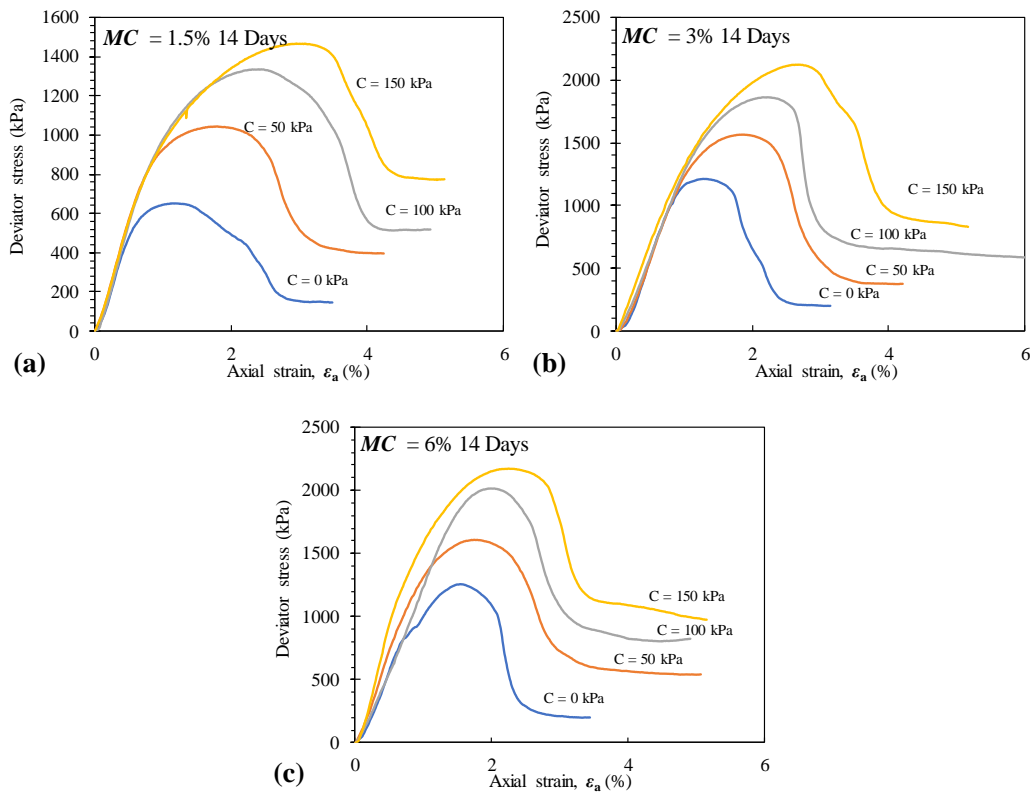 MC = 1.5% 14 Days
1600
1400
1200
1000
800
600
400
200
0
Deviator stress (kPa)
C = 150 kPa
C = 50 kPa
C = 100 kPa
C = 0 kPa
0 2 4 6
Axial strain, εa (%)
(a)
MC = 3% 14 Days
2500
2000
1500
1000
500
0
Deviator stress (kPa)
C = 150 kPa
C = 100 kPa
C = 50 kPa
C = 0 kPa
0 2 4 6
Axial strain, εa (%)
(b)
MC = 6% 14 Days
2500
2000
1500
1000
500
0
Deviator stress (kPa)
C = 150 kPa
C = 100 kPa
C = 50 kPa
C = 0 kPa
0 2 4 6
Axial strain, εa (%)
(c)